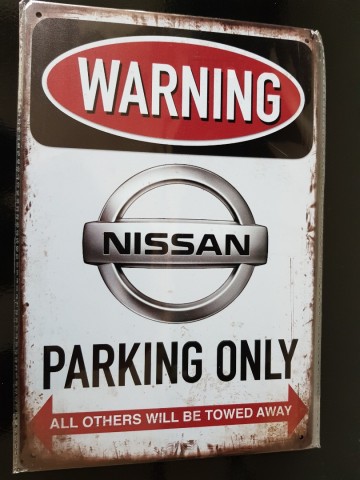 WARNING
NISSAN
PARKING ONLY
ALL OTHERS WILL BE TOWED AWAY